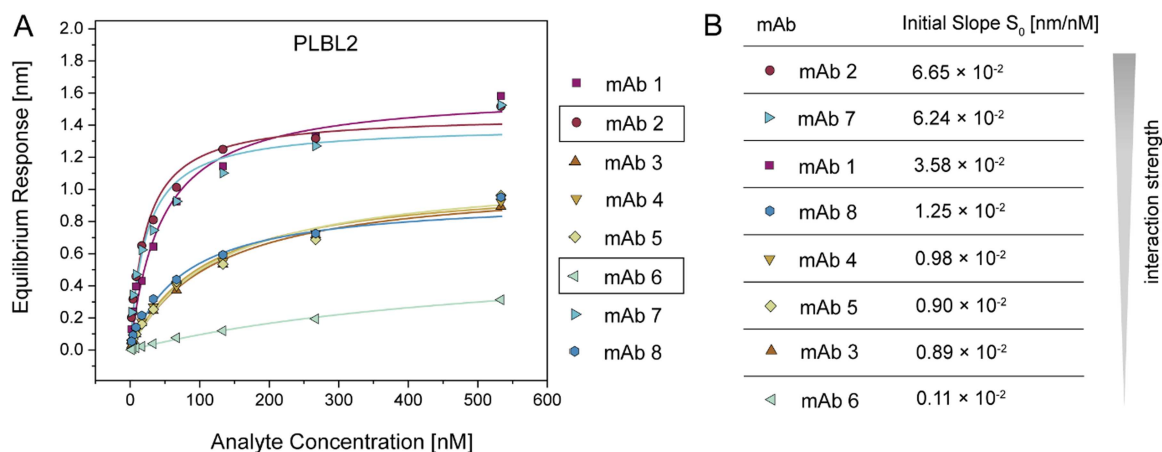 A
PLBL2
Equilibrium Response [nm]
2.0
1.8
1.6
1.4
1.2
1.0
0.8
0.6
0.4
0.2
0.0
0 100 200 300 400 500 600
Analyte Concentration [nM]
mAb 1
mAb 2
mAb 3
mAb 4
mAb 5
mAb 6
mAb 7
mAb 8
B
mAb Initial Slope S₀ [nm/nM]
mAb 2 6.65 × 10⁻²
mAb 7 6.24 × 10⁻²
mAb 1 3.58 × 10⁻²
mAb 8 1.25 × 10⁻²
mAb 4 0.98 × 10⁻²
mAb 5 0.90 × 10⁻²
mAb 3 0.89 × 10⁻²
mAb 6 0.11 × 10⁻²
interaction strength